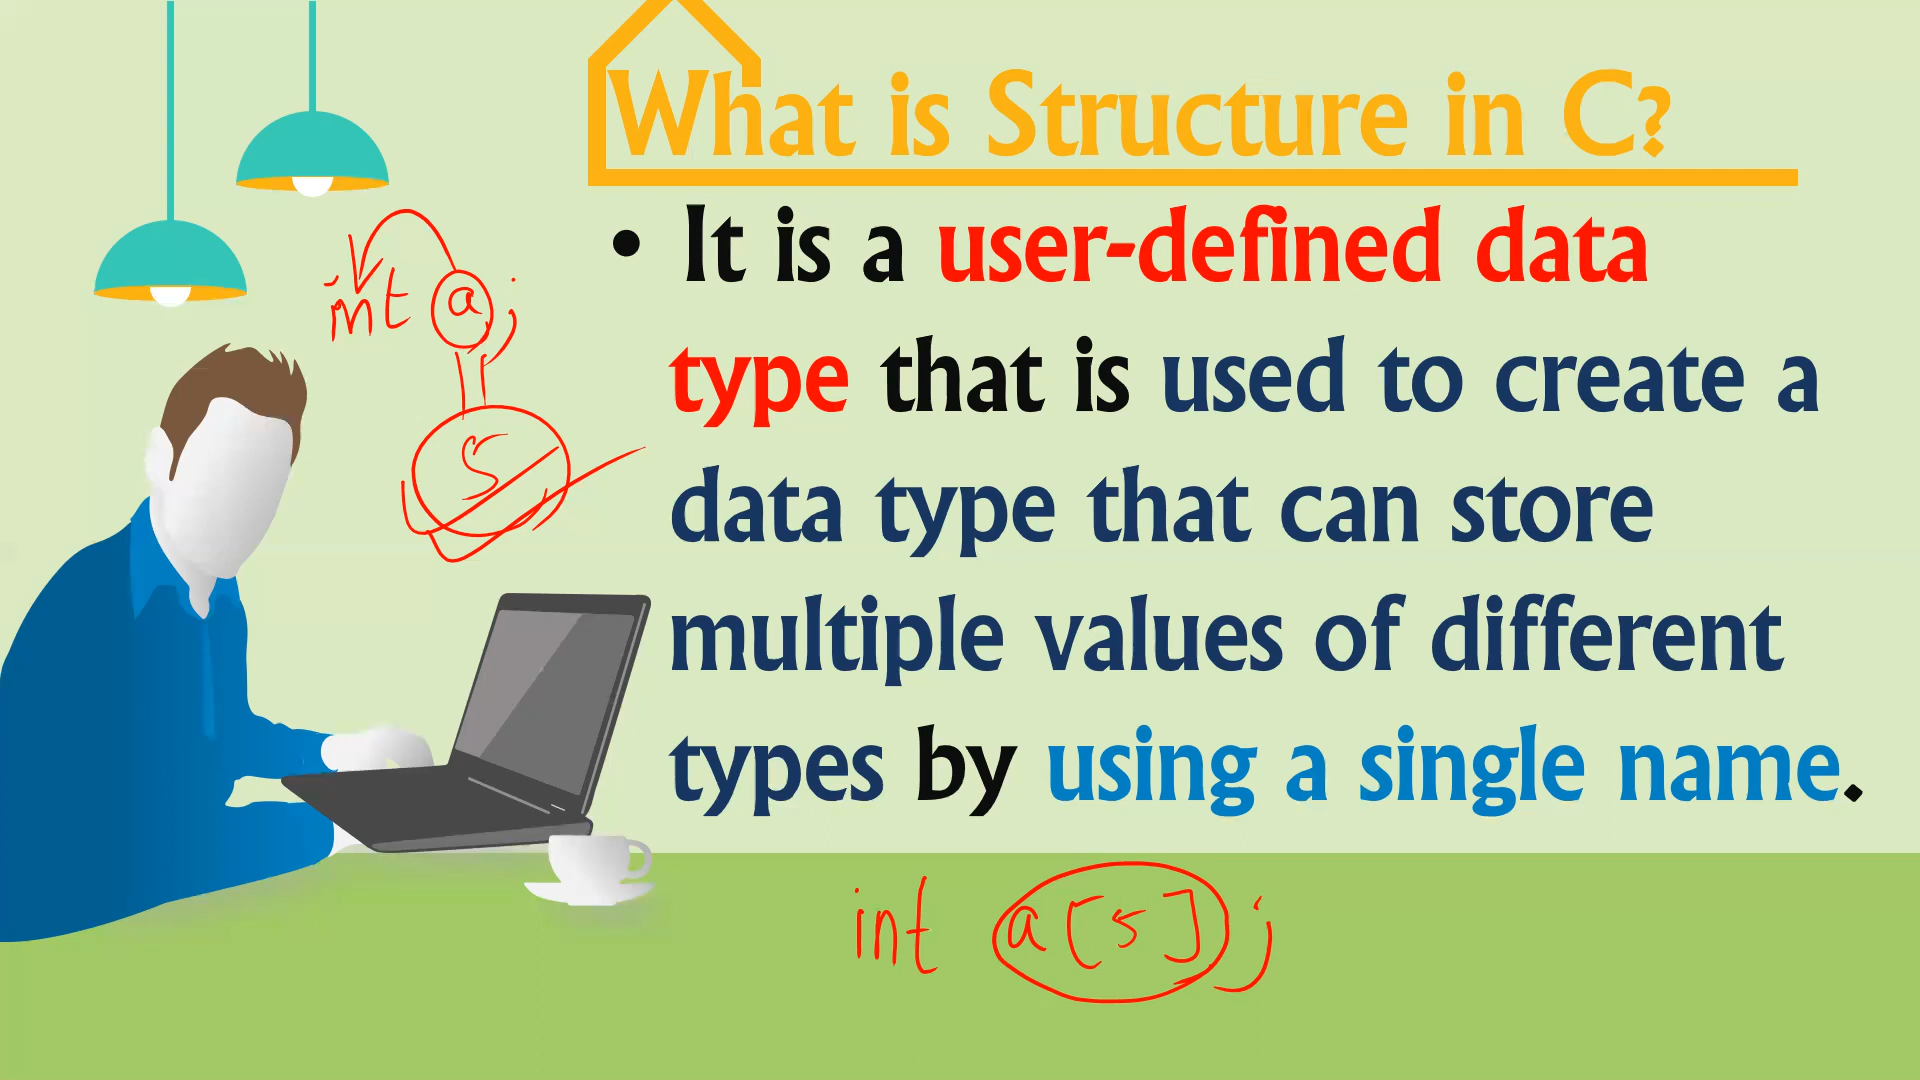 What is Structure in C?
• It is a user-defined data
type that is used to create a
data type that can store
multiple values of different
types by using a single name.
int a;
5
int a[5];